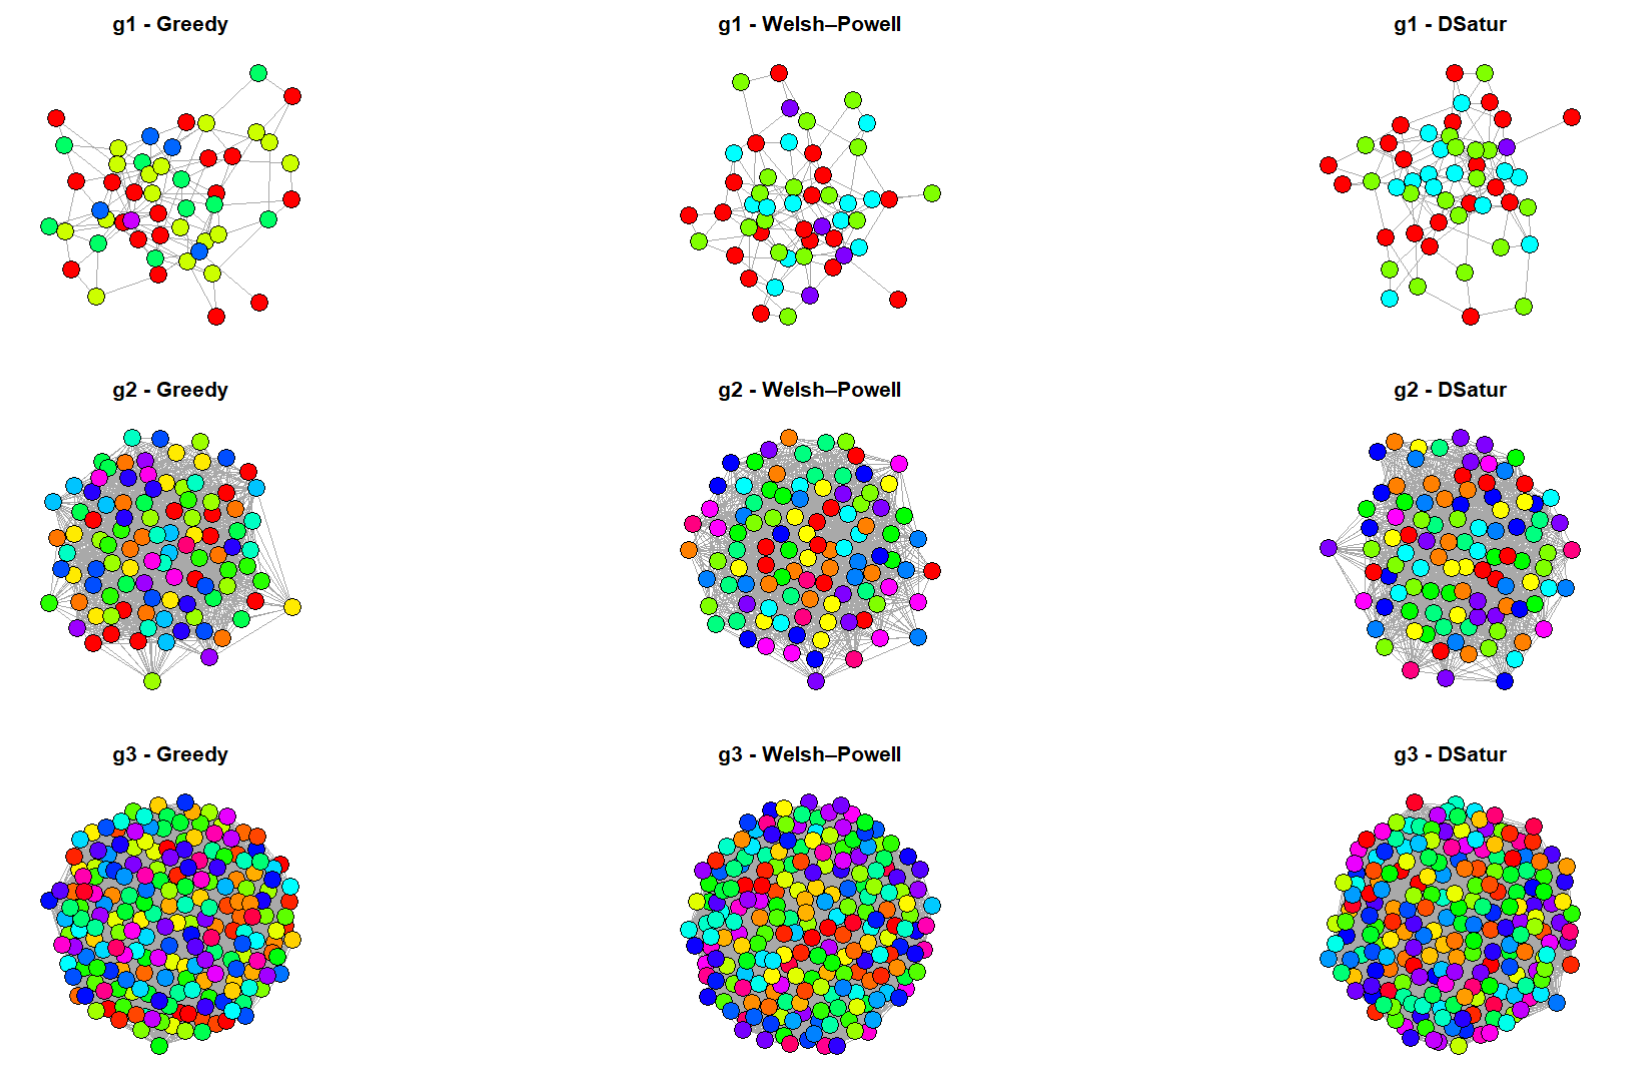 g1 - Greedy
g1 - Welsh–Powell
g1 - DSatur
g2 - Greedy
g2 - Welsh–Powell
g2 - DSatur
g3 - Greedy
g3 - Welsh–Powell
g3 - DSatur